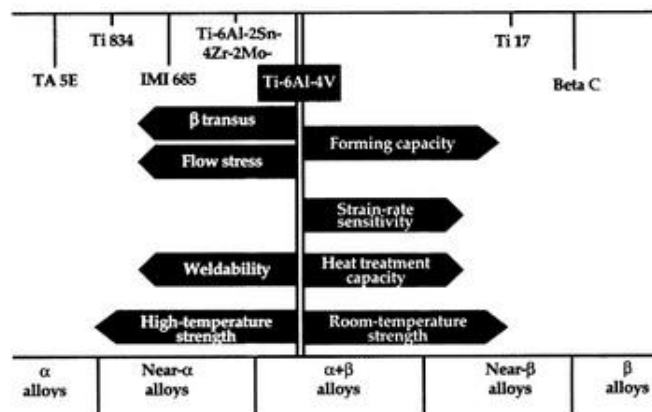 Ti 834
Ti-6Al-2Sn-
4Zr-2Mo-
Ti 17
TA 5E
IMI 685
Ti-6Al-4V
Beta C
β transus
Forming capacity
Flow stress
Strain-rate
sensitivity
Weldability
Heat treatment
capacity
High-temperature
strength
Room-temperature
strength
α
alloys
Near-α
alloys
α+β
alloys
Near-β
alloys
β
alloys